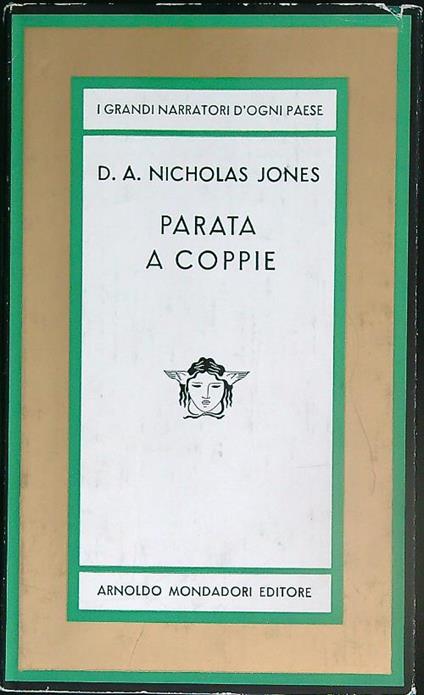 I GRANDI NARRATORI D'OGNI PAESE
D. A. NICHOLAS JONES
PARATA
A COPPIE
ARNOLDO MONDADORI EDITORE